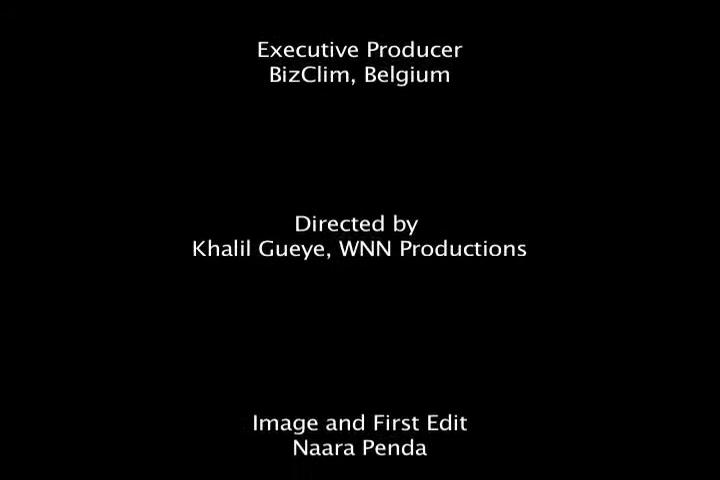 Executive Producer
BizClim, Belgium
Directed by
Khalil Gueye, WNN Productions
Image and First Edit
Naara Penda